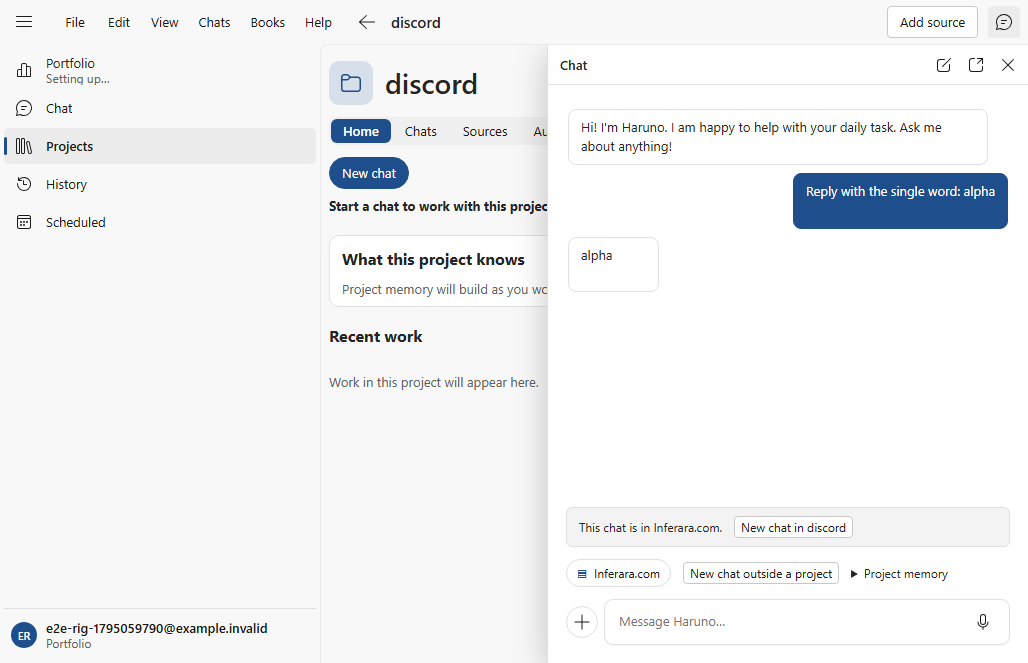 File Edit View Chats Books Help discord Add source
Portfolio
Setting up...
Chat
Projects
History
Scheduled
ER
e2e-rig-1795059790@example.invalid
Portfolio
discord
Home Chats Sources Au
New chat
Start a chat to work with this projec
What this project knows
Project memory will build as you wo
Recent work
Work in this project will appear here.
Chat
Hi! I'm Haruno. I am happy to help with your daily task. Ask me
about anything!
Reply with the single word: alpha
alpha
This chat is in Inferara.com. New chat in discord
Inferara.com New chat outside a project Project memory
Message Haruno...